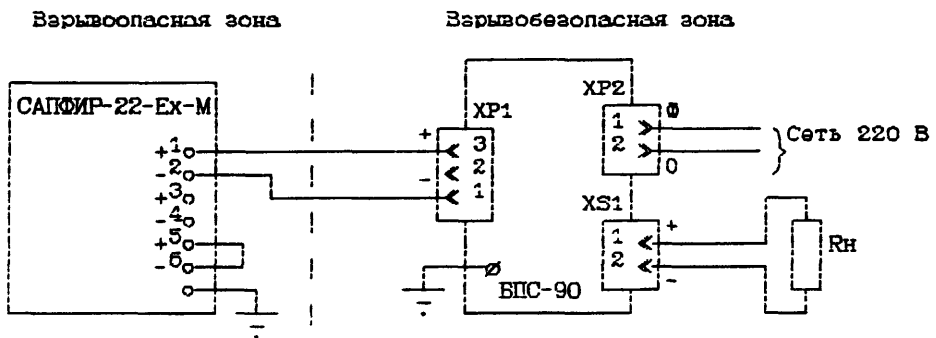 Взрывоопасная зона
Взрывобезопасная зона
САПФИР-22-Ex-M
+1
-2
+3
-4
+5
-6
XP1
+
3
2
-
1
XP2
1
Ф
2
0
Сеть 220 В
XS1
1
+
2
-
Rн
БПС-90